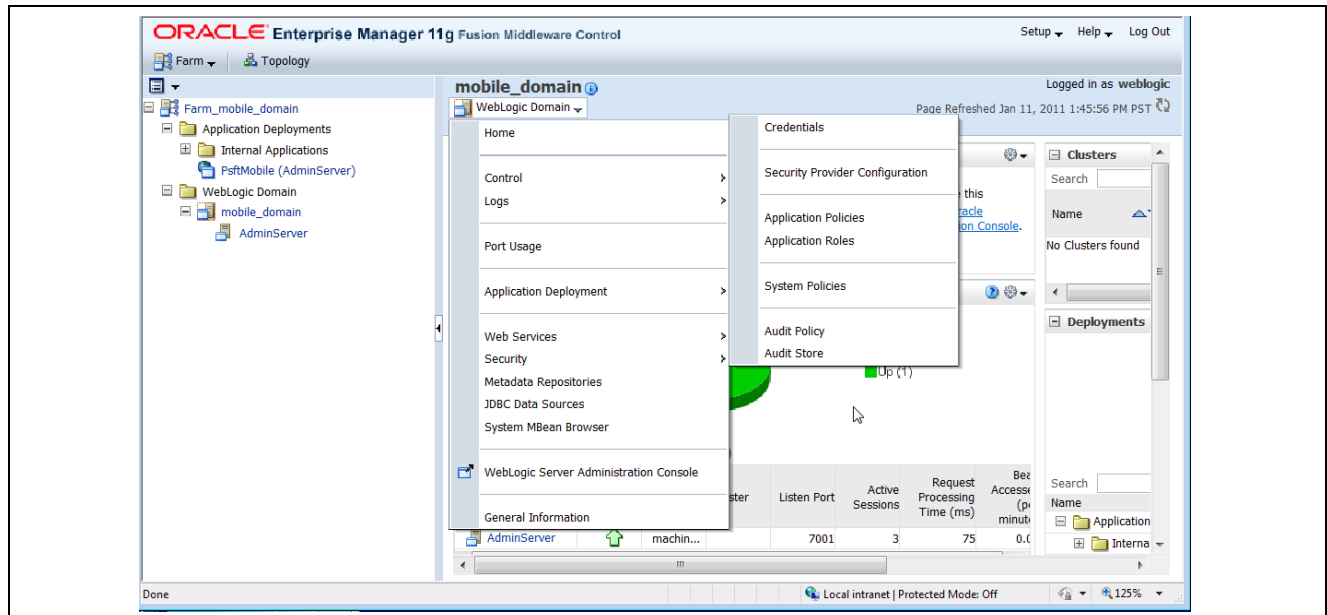 ORACLE Enterprise Manager 11g Fusion Middleware Control
Setup Help Log Out
Farm Topology
mobile_domain
Logged in as weblogic
WebLogic Domain
Page Refreshed Jan 11, 2011 1:45:56 PM PST
Farm_mobile_domain
Application Deployments
Internal Applications
PsftMobile (AdminServer)
WebLogic Domain
mobile_domain
AdminServer
Home
Control
Logs
Port Usage
Application Deployment
Web Services
Security
Metadata Repositories
JDBC Data Sources
System MBean Browser
WebLogic Server Administration Console
General Information
Credentials
Security Provider Configuration
Application Policies
Application Roles
System Policies
Audit Policy
Audit Store
this
Console.
Up (1)
Clusters
Search
Name
No Clusters found
Deployments
Search
Name
Application
Interna
Listen Port
Active Sessions
Request Processing Time (ms)
AdminServer machin... 7001 3 75
Done
Local intranet | Protected Mode: Off
125%